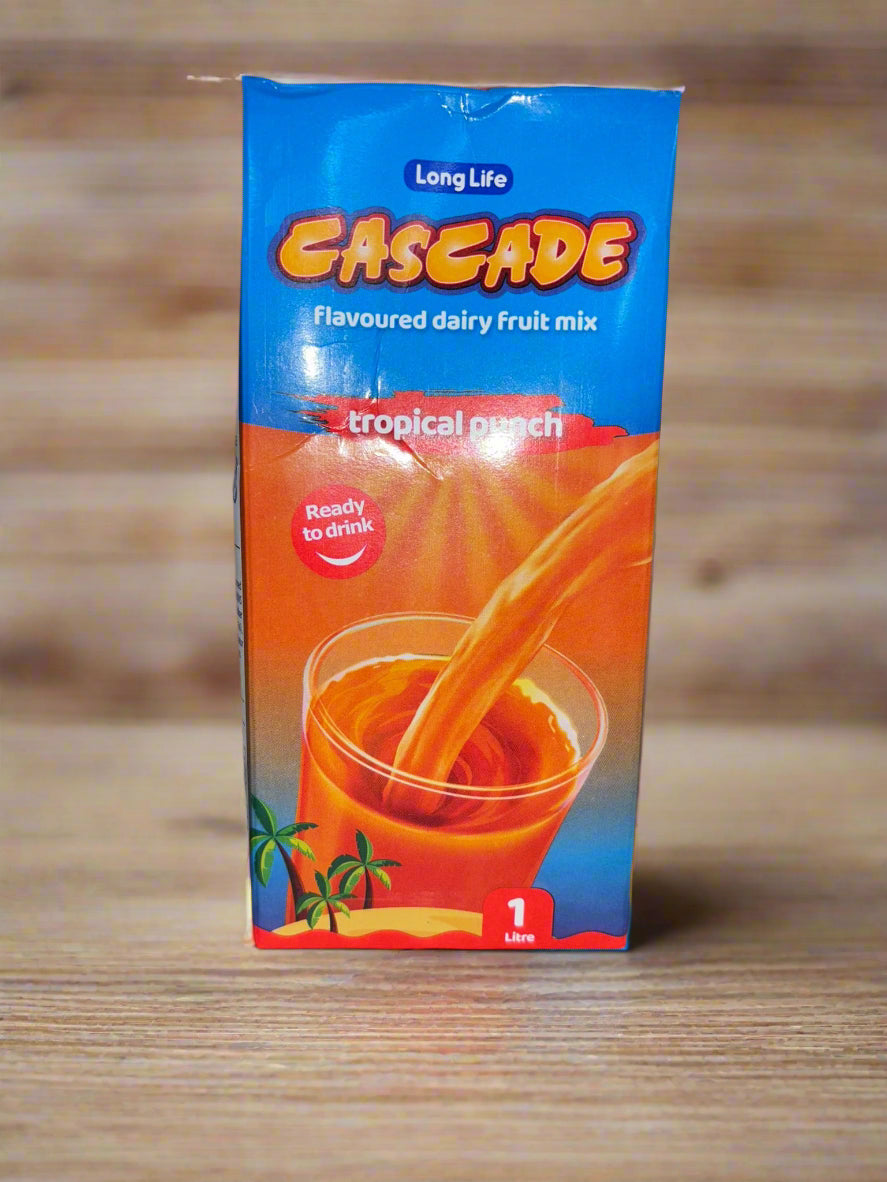 Long Life
CASCADE
flavoured dairy fruit mix
tropical punch
Ready
to drink
1
Litre